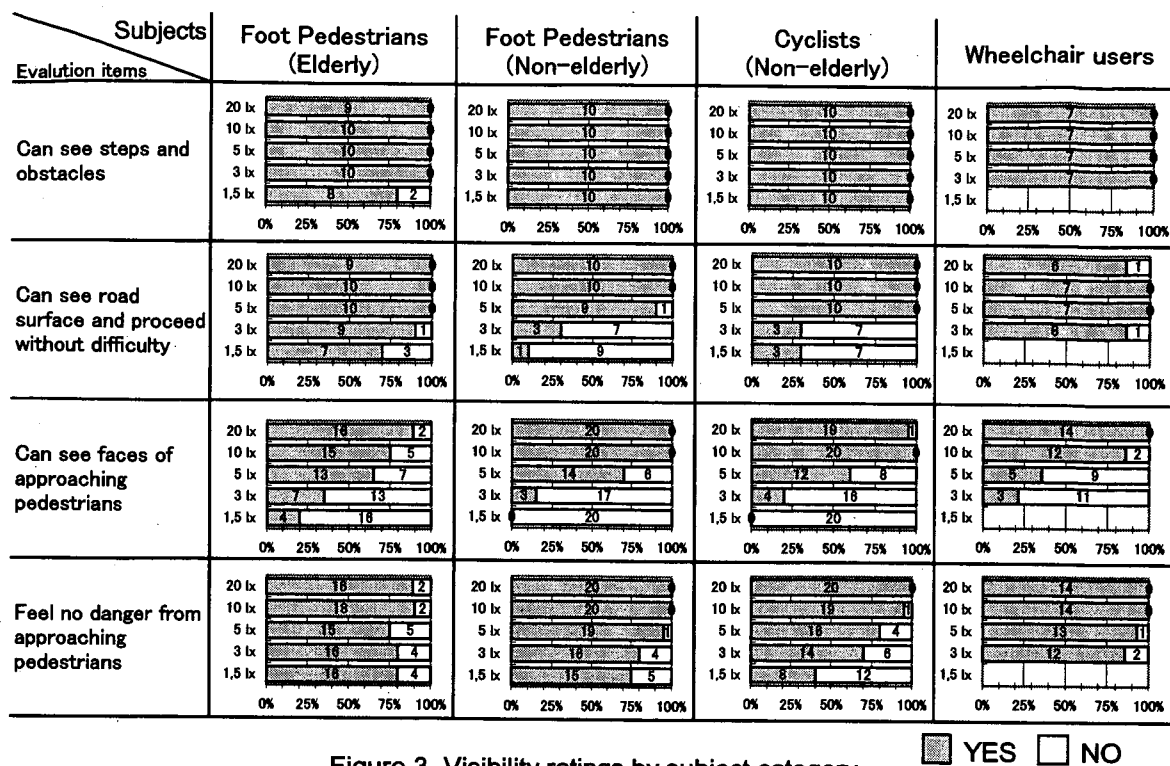 Subjects
Evalution items
Foot Pedestrians
(Elderly)
Foot Pedestrians
(Non-elderly)
Cyclists
(Non-elderly)
Wheelchair users
Can see steps and
obstacles
20 lx 9
10 lx 10
5 lx 10
3 lx 10
1,5 lx 8 2
0% 25% 50% 75% 100%
20 lx 10
10 lx 10
5 lx 10
3 lx 10
1,5 lx 10
0% 25% 50% 75% 100%
20 lx 10
10 lx 10
5 lx 10
3 lx 10
1,5 lx 10
0% 25% 50% 75% 100%
20 lx 7
10 lx 7
5 lx 7
3 lx 7
1,5 lx
0% 25% 50% 75% 100%
Can see road
surface and proceed
without difficulty
20 lx 9
10 lx 10
5 lx 10
3 lx 9 1
1,5 lx 7 3
0% 25% 50% 75% 100%
20 lx 10
10 lx 10
5 lx 9 1
3 lx 3 7
1,5 lx 1 9
0% 25% 50% 75% 100%
20 lx 10
10 lx 10
5 lx 10
3 lx 3 7
1,5 lx 3 7
0% 25% 50% 75% 100%
20 lx 6 1
10 lx 7
5 lx 7
3 lx 6 1
1,5 lx
0% 25% 50% 75% 100%
Can see faces of
approaching
pedestrians
20 lx 16 2
10 lx 15 5
5 lx 13 7
3 lx 7 13
1,5 lx 4 16
0% 25% 50% 75% 100%
20 lx 20
10 lx 20
5 lx 14 6
3 lx 3 17
1,5 lx 20
0% 25% 50% 75% 100%
20 lx 19 1
10 lx 20
5 lx 12 8
3 lx 4 16
1,5 lx 20
0% 25% 50% 75% 100%
20 lx 14
10 lx 12 2
5 lx 5 9
3 lx 3 11
1,5 lx
0% 25% 50% 75% 100%
Feel no danger from
approaching
pedestrians
20 lx 16 2
10 lx 18 2
5 lx 15 5
3 lx 16 4
1,5 lx 16 4
0% 25% 50% 75% 100%
20 lx 20
10 lx 20
5 lx 19 1
3 lx 16 4
1,5 lx 15 5
0% 25% 50% 75% 100%
20 lx 20
10 lx 19 1
5 lx 16 4
3 lx 14 6
1,5 lx 8 12
0% 25% 50% 75% 100%
20 lx 14
10 lx 14
5 lx 13 1
3 lx 12 2
1,5 lx
0% 25% 50% 75% 100%
YES NO
Figure 3 Visibility ratings by subject category